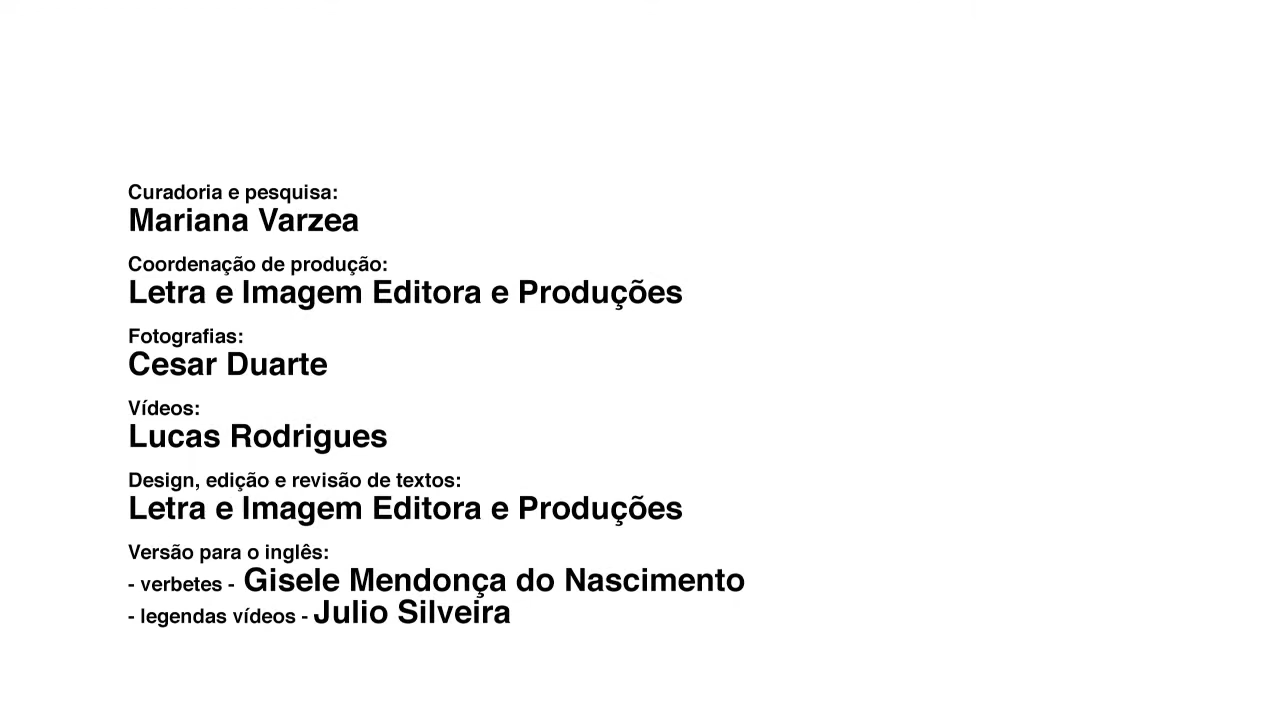 Curadoria e pesquisa:
Mariana Varzea
Coordenação de produção:
Letra e Imagem Editora e Produções
Fotografias:
Cesar Duarte
Vídeos:
Lucas Rodrigues
Design, edição e revisão de textos:
Letra e Imagem Editora e Produções
Versão para o inglês:
- verbetes - Gisele Mendonça do Nascimento
- legendas vídeos - Julio Silveira